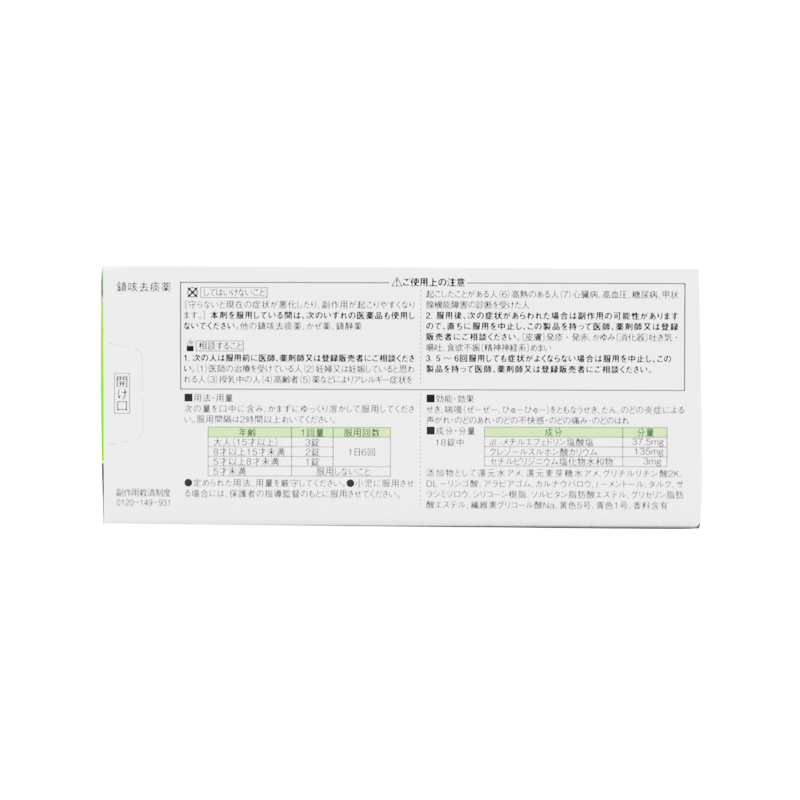 鎮咳去痰薬
開け口
副作用救済制度
0120-149-931
⚠ご使用上の注意
してはいけないこと
[守らないと現在の症状が悪化したり、副作用が起こりやすくなり
ます。] 本剤を服用している間は、次のいずれの医薬品も使用し
ないでください。他の鎮咳去痰薬、かぜ薬、鎮静薬
相談すること
1. 次の人は服用前に医師、薬剤師又は登録販売者にご相談くださ
い。(1)医師の治療を受けている人(2)妊婦又は妊娠していると思わ
れる人(3)授乳中の人(4)高齢者(5)薬などによりアレルギー症状を
起こしたことがある人(6)高熱のある人(7)心臓病、高血圧、糖尿病、甲状
腺機能障害の診断を受けた人
2. 服用後、次の症状があらわれた場合は副作用の可能性があります
ので、直ちに服用を中止し、この製品を持って医師、薬剤師又は登録
販売者にご相談ください。[皮膚]発疹・発赤、かゆみ[消化器]吐き気・
嘔吐、食欲不振[精神神経系]めまい
3. 5～6回服用しても症状がよくならない場合は服用を中止し、この
製品を持って医師、薬剤師又は登録販売者にご相談ください。
■用法・用量
次の量を口中に含み、かまずにゆっくり溶かして服用してくださ
い。服用間隔は2時間以上おいてください。
年齢 1回量 服用回数
大人(15才以上) 3錠 1日6回
8才以上15才未満 2錠
5才以上8才未満 1錠
5才未満 服用しないこと
●定められた用法、用量を厳守してください。●小児に服用させ
る場合には、保護者の指導監督のもとに服用させてください。
■効能・効果
せき、喘鳴(ぜーぜー、ひゅーひゅー)をともなうせき、たん、のどの炎症による
声がれ・のどのあれ・のどの不快感・のどの痛み・のどのはれ
■成分・分量
18錠中
成分 分量
dl-メチルエフェドリン塩酸塩 37.5mg
クレゾールスルホン酸カリウム 135mg
セチルピリジニウム塩化物水和物 3mg
添加物として還元水アメ、還元麦芽糖水アメ、グリチルリチン酸2K、
DL-リンゴ酸、アラビアゴム、カルナウバロウ、l-メントール、タルク、サ
ラシミツロウ、シリコーン樹脂、ソルビタン脂肪酸エステル、グリセリン脂肪
酸エステル、繊維素グリコール酸Na、黄色5号、青色1号、香料含有